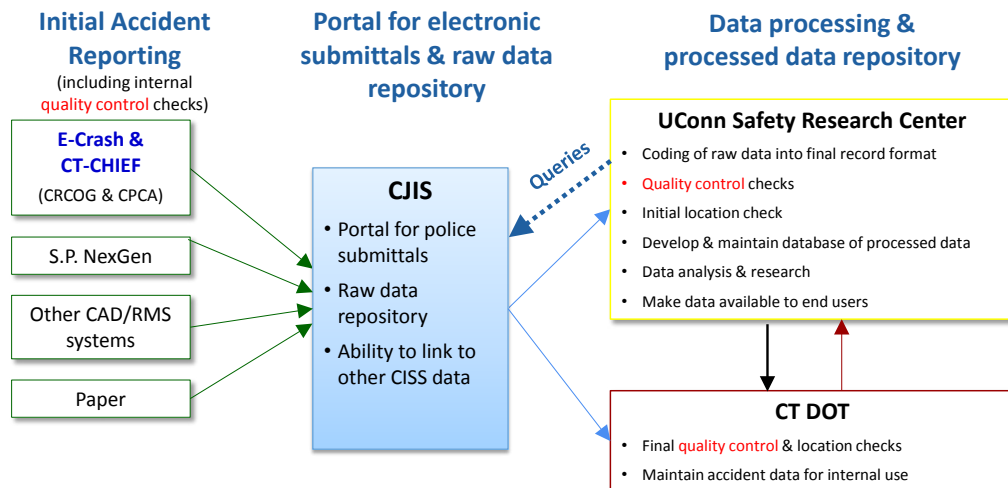 Initial Accident
Reporting
(including internal
quality control checks)
E-Crash &
CT-CHIEF
(CRCOG & CPCA)
S.P. NexGen
Other CAD/RMS
systems
Paper
Portal for electronic
submittals & raw data
repository
CJIS
• Portal for police
submittals
• Raw data
repository
• Ability to link to
other CISS data
Queries
Data processing &
processed data repository
UConn Safety Research Center
• Coding of raw data into final record format
• Quality control checks
• Initial location check
• Develop & maintain database of processed data
• Data analysis & research
• Make data available to end users
CT DOT
• Final quality control & location checks
• Maintain accident data for internal use